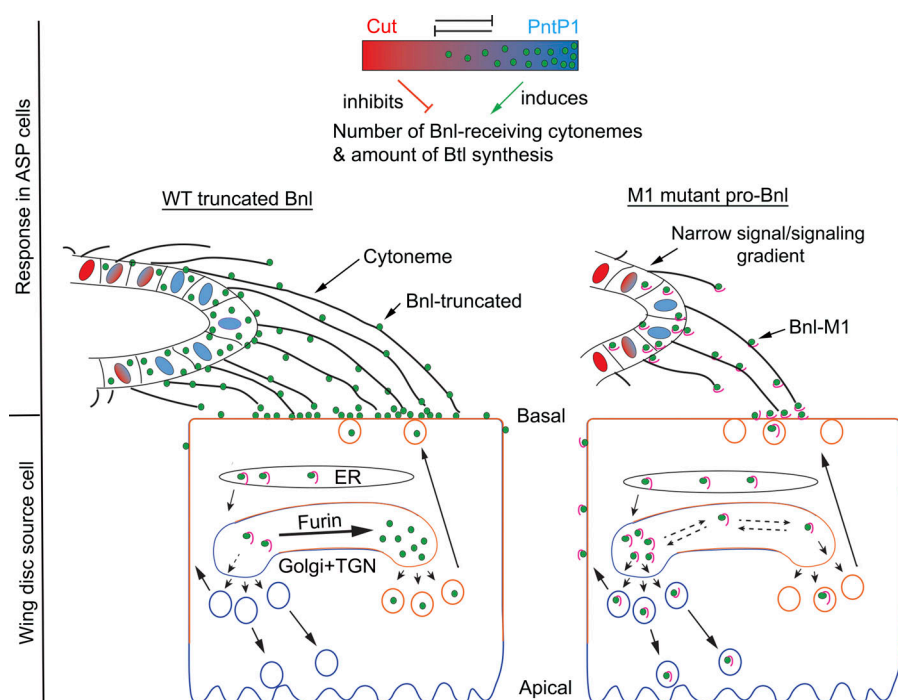 Cut
PntP1
inhibits
induces
Number of Bnl-receiving cytonemes
& amount of Btl synthesis
Response in ASP cells
WT truncated Bnl
M1 mutant pro-Bnl
Cytoneme
Bnl-truncated
Narrow signal/signaling
gradient
Bnl-M1
Basal
Wing disc source cell
ER
Furin
Golgi+TGN
Apical